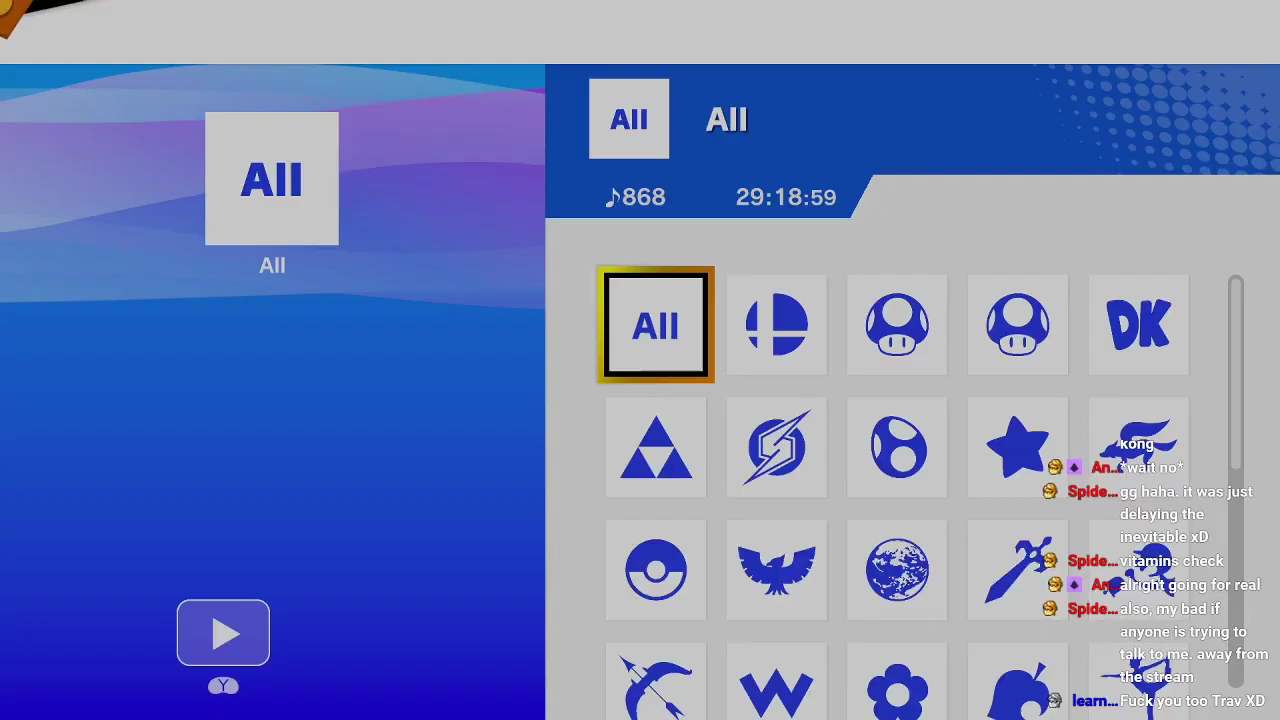 All
All
♪868
29:18:59
All
All
All
DK
Y
kong
An... *wait no*
Spide... gg haha. it was just
delaying the
inevitable xD
Spide... vitamins check
An... alright going for real
Spide... also, my bad if
anyone is trying to
talk to me. away from
the stream
learn... Fuck you too Trav XD